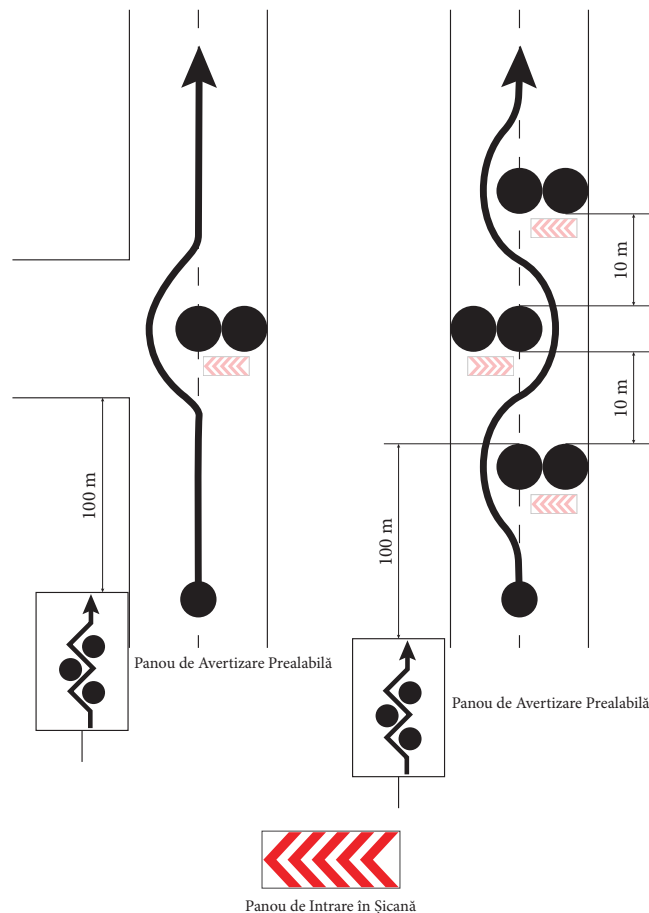 10 m
10 m
100 m
100 m
Panou de Avertizare Prealabilă
Panou de Avertizare Prealabilă
Panou de Intrare în Șicană